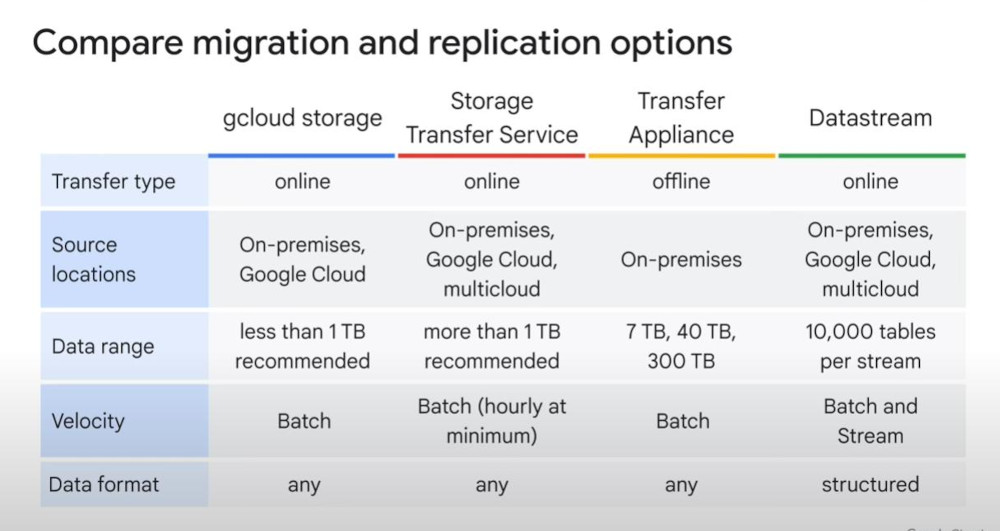 Compare migration and replication options
gcloud storage
Storage
Transfer Service
Transfer
Appliance
Datastream
Transfer type
online
online
offline
online
Source
locations
On-premises,
Google Cloud
On-premises,
Google Cloud,
multicloud
On-premises
On-premises,
Google Cloud,
multicloud
Data range
less than 1 TB
recommended
more than 1 TB
recommended
7 TB, 40 TB,
300 TB
10,000 tables
per stream
Velocity
Batch
Batch (hourly at
minimum)
Batch
Batch and
Stream
Data format
any
any
any
structured